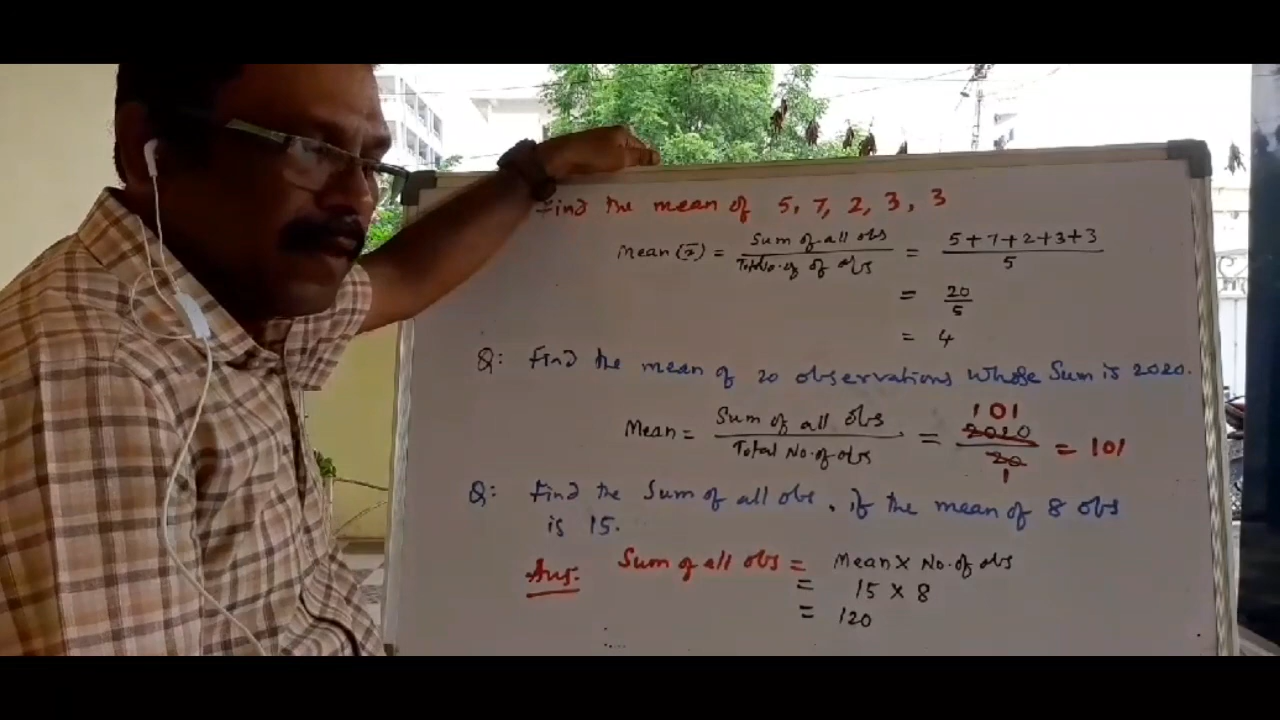 Find the mean of 5, 7, 2, 3, 3
Mean (x̄) = Sum of all obs / Total No. of of obs = 5+7+2+3+3 / 5
= 20 / 5
= 4
Q: Find the mean of 20 observations whose Sum is 2020.
Mean = Sum of all obs / Total No. of obs = 101 2020 / 20 1 = 101
Q: Find the Sum of all obs, if the mean of 8 obs
is 15.
Ans: Sum of all obs = Mean x No. of obs
= 15 x 8
= 120